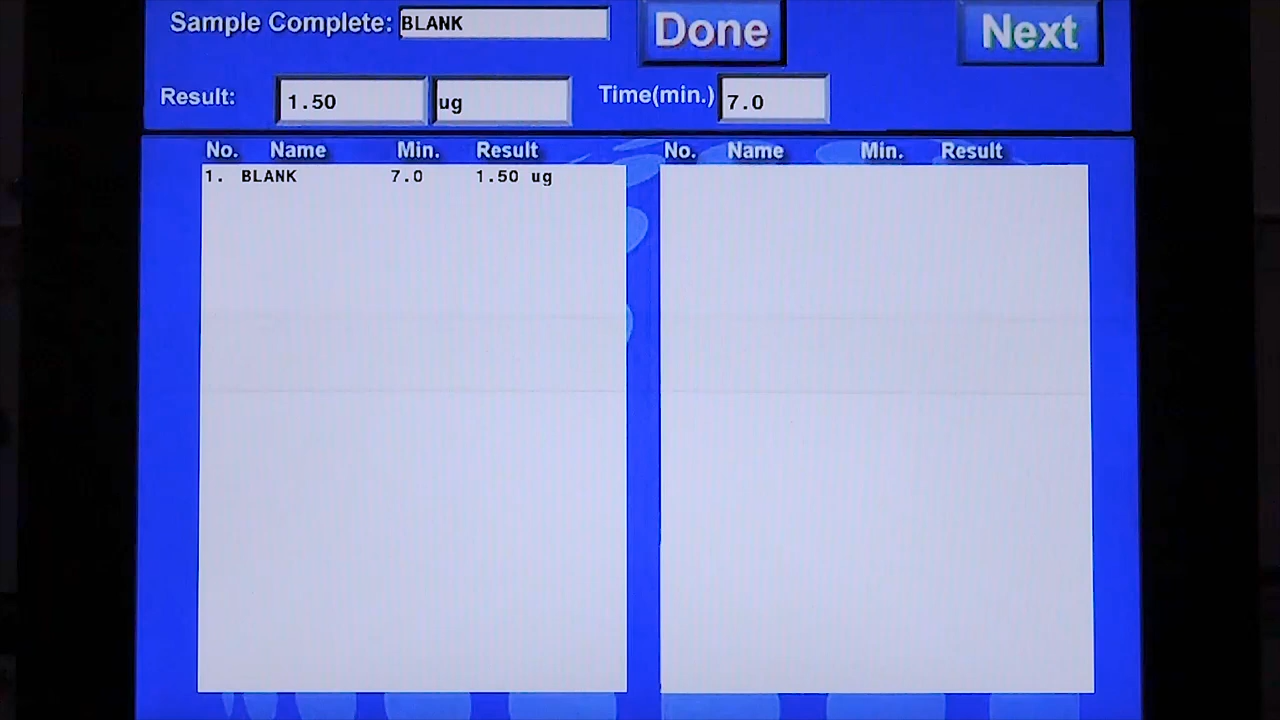 Sample Complete: BLANK Done Next
Result: 1.50 ug Time(min.) 7.0
No. Name Min. Result No. Name Min. Result
1. BLANK 7.0 1.50 ug